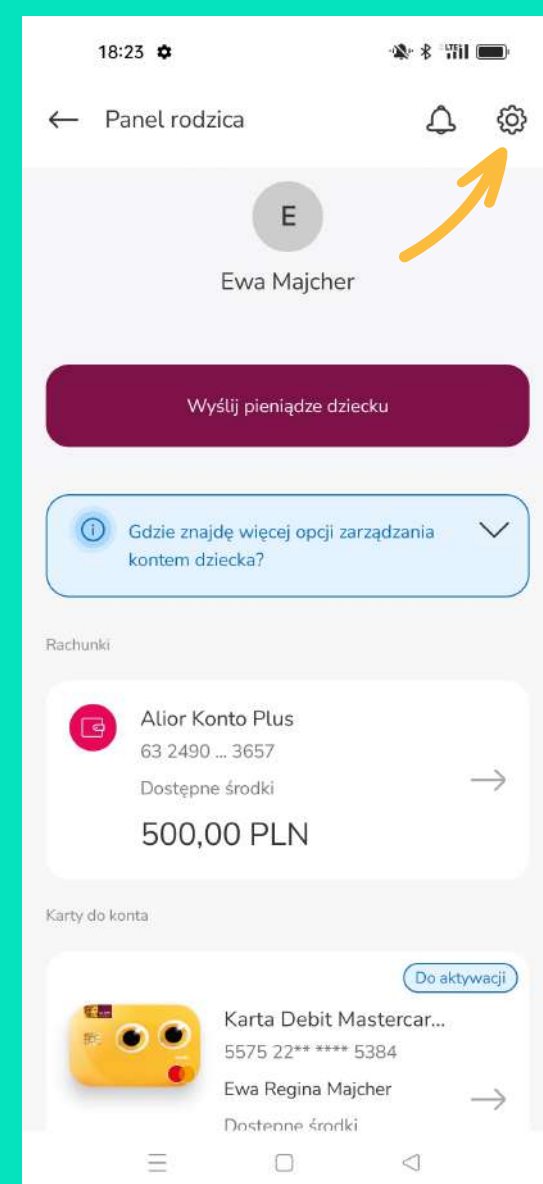 18:23
Panel rodzica
E
Ewa Majcher
Wyślij pieniądze dziecku
Gdzie znajdę więcej opcji zarządzania
kontem dziecka?
Rachunki
Alior Konto Plus
63 2490 ... 3657
Dostępne środki
500,00 PLN
Karty do konta
Do aktywacji
Karta Debit Mastercar...
5575 22** **** 5384
Ewa Regina Majcher
Dostępne środki